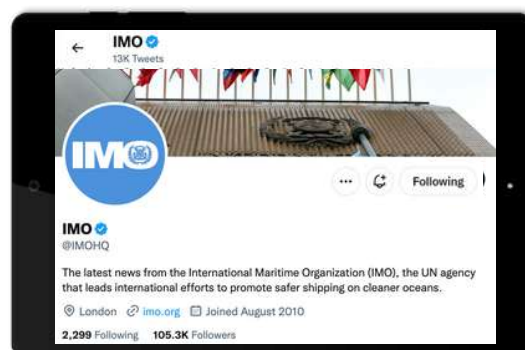 IMO
13K Tweets
IMO
Following
IMO
@IMOHQ
The latest news from the International Maritime Organization (IMO), the UN agency
that leads international efforts to promote safer shipping on cleaner oceans.
London imo.org Joined August 2010
2,299 Following 105.3K Followers